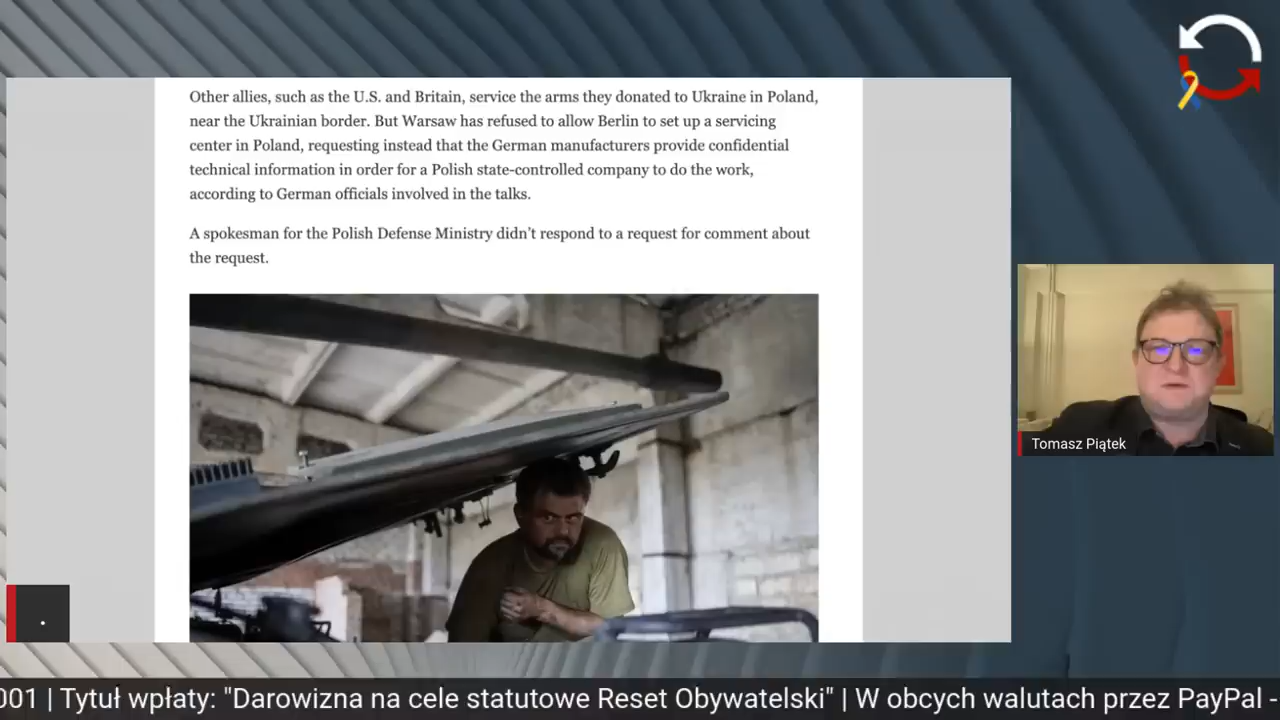 Other allies, such as the U.S. and Britain, service the arms they donated to Ukraine in Poland,
near the Ukrainian border. But Warsaw has refused to allow Berlin to set up a servicing
center in Poland, requesting instead that the German manufacturers provide confidential
technical information in order for a Polish state-controlled company to do the work,
according to German officials involved in the talks.
A spokesman for the Polish Defense Ministry didn't respond to a request for comment about
the request.
Tomasz Piątek
.
001 | Tytuł wpłaty: "Darowizna na cele statutowe Reset Obywatelski" | W obcych walutach przez PayPal -